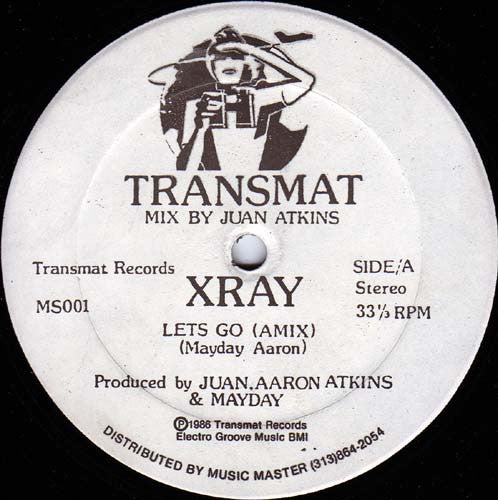 TRANSMAT
MIX BY JUAN ATKINS
Transmat Records
SIDE/A
XRAY
MS001
Stereo
33⅓ RPM
LETS GO (AMIX)
(Mayday Aaron)
Produced by JUAN, AARON ATKINS
& MAYDAY
Ⓟ1986 Transmat Records
Electro Groove Music BMI
DISTRIBUTED BY MUSIC MASTER (313)864-2054